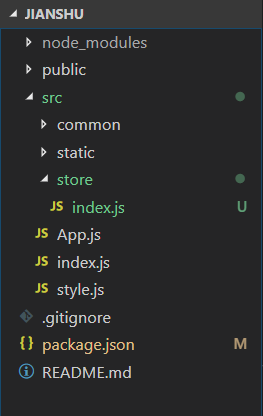 JIANSHU
node_modules
public
src
common
static
store
JS index.js U
JS App.js
JS index.js
JS style.js
.gitignore
{} package.json M
README.md